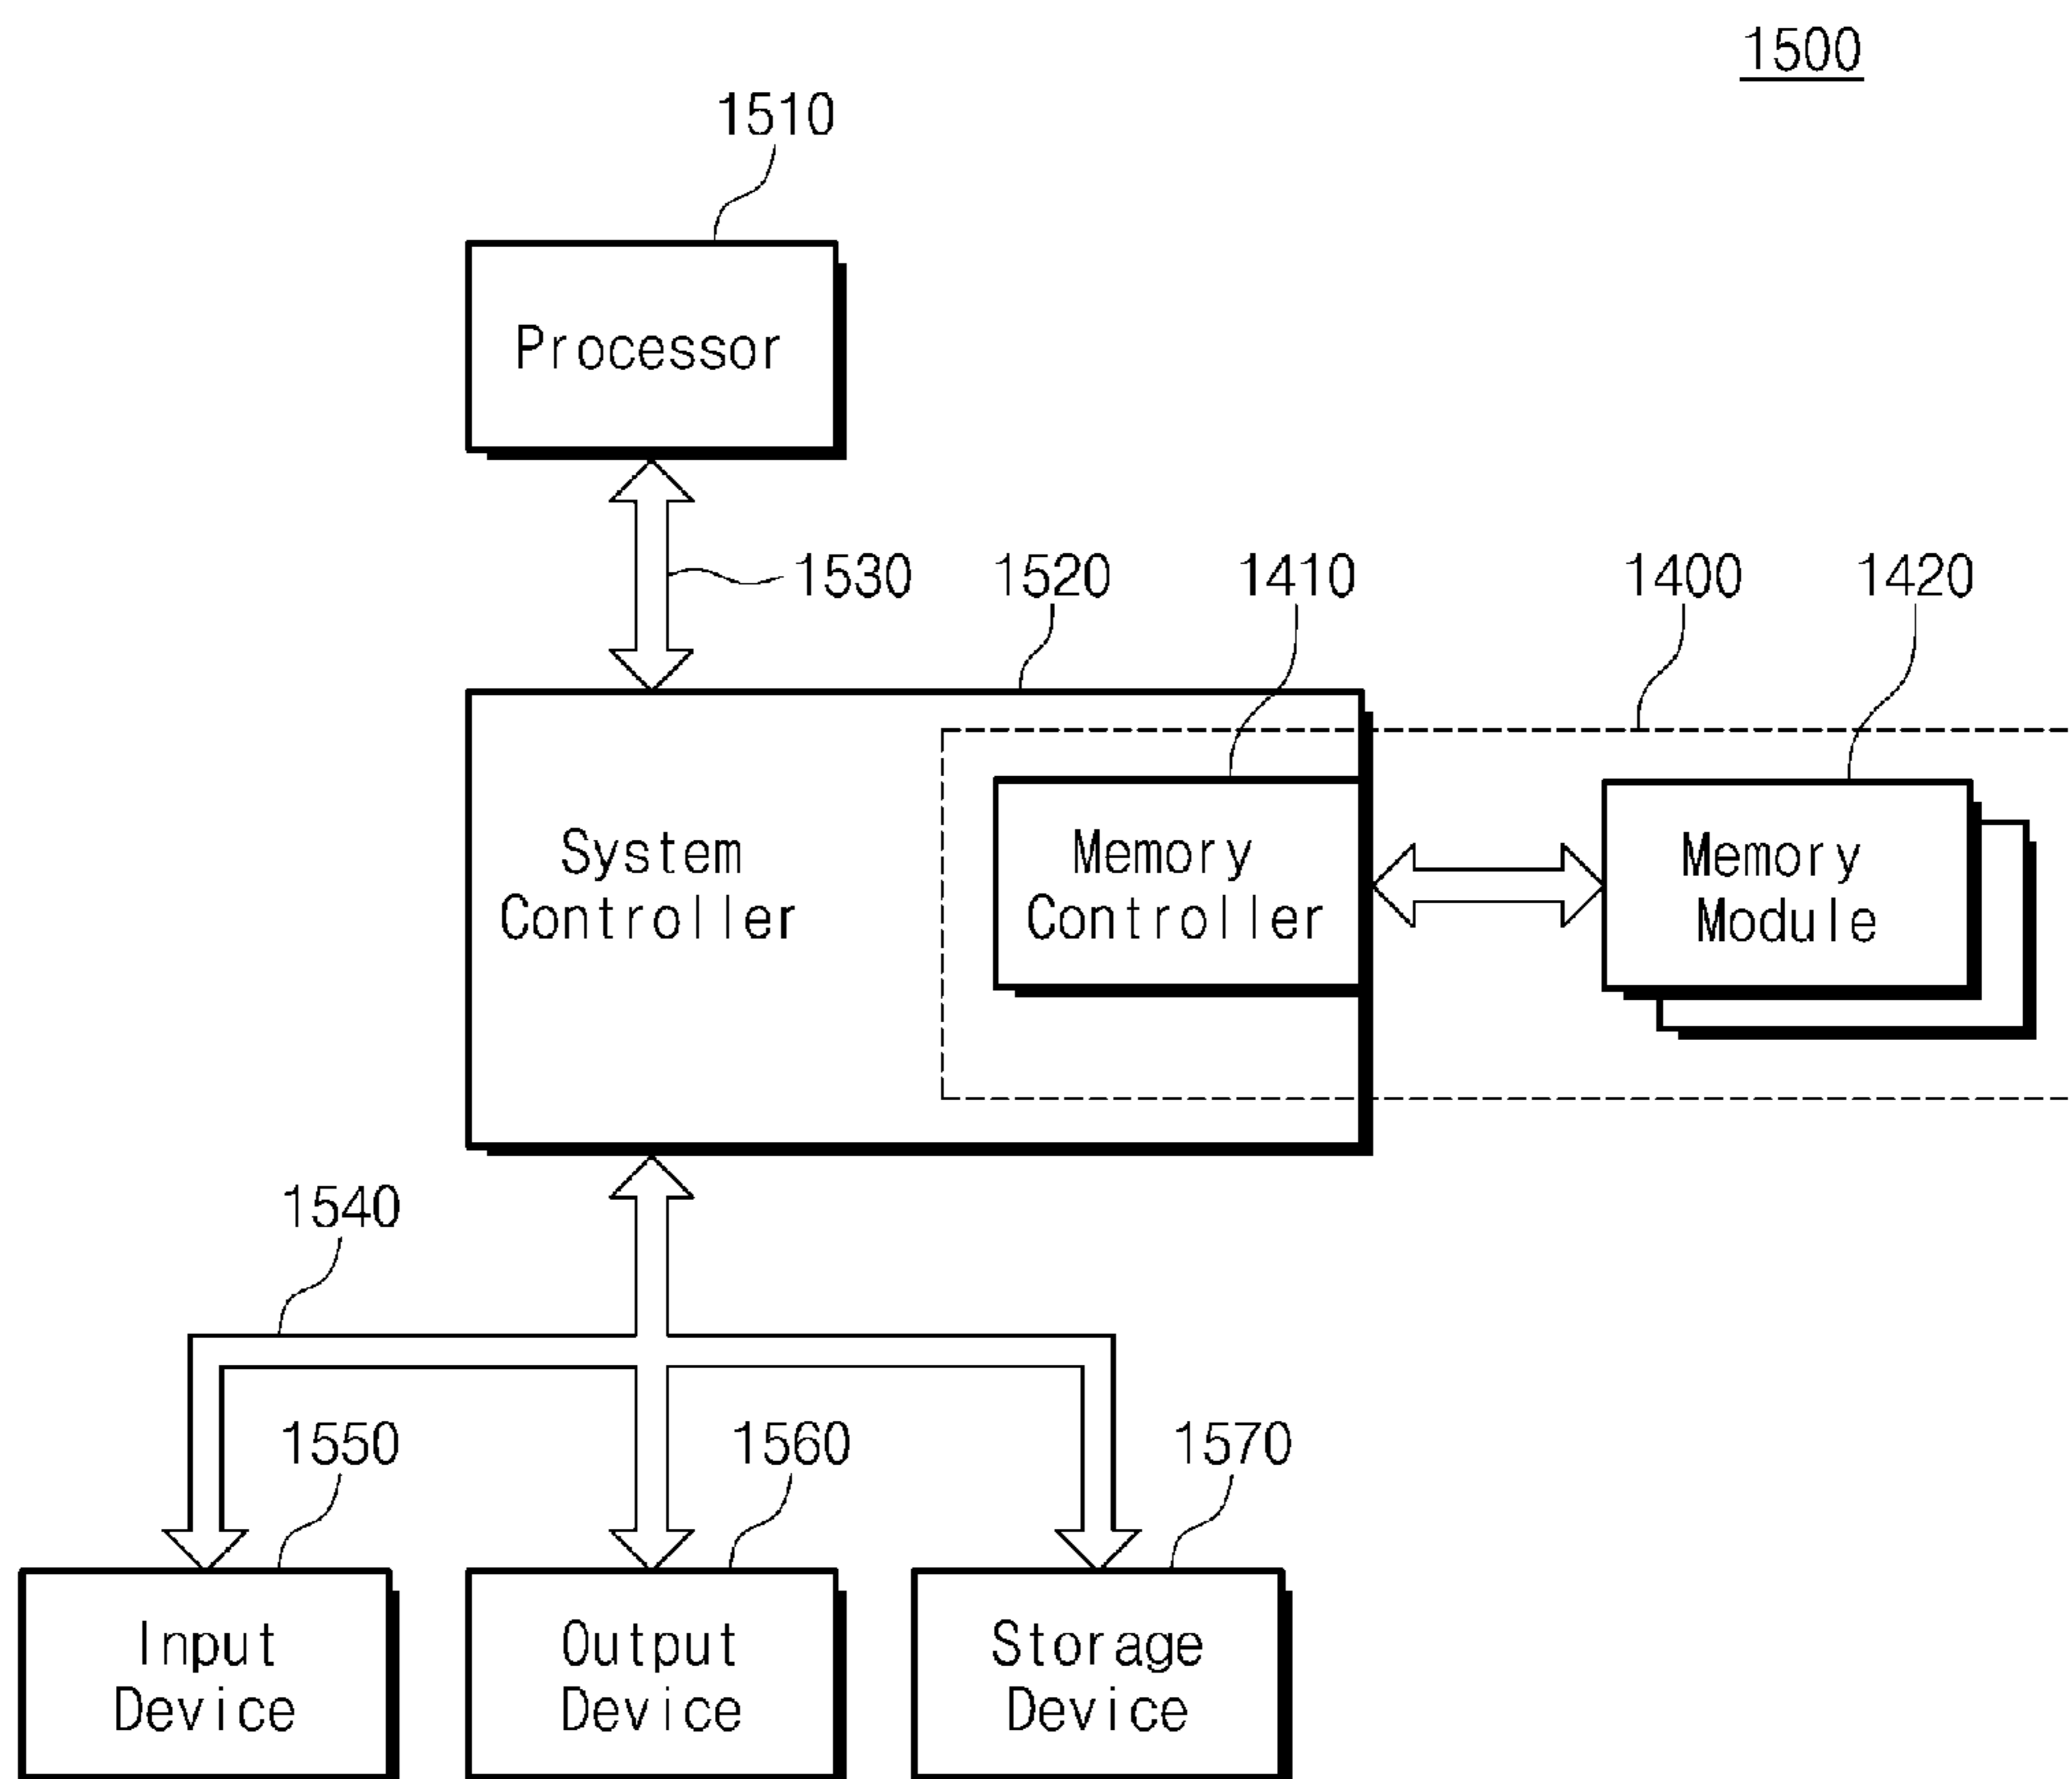 1500
1510
Processor
1530
1520
1410
1400
1420
System
Controller
Memory
Controller
Memory
Module
1540
1550
1560
1570
Input
Device
Output
Device
Storage
Device